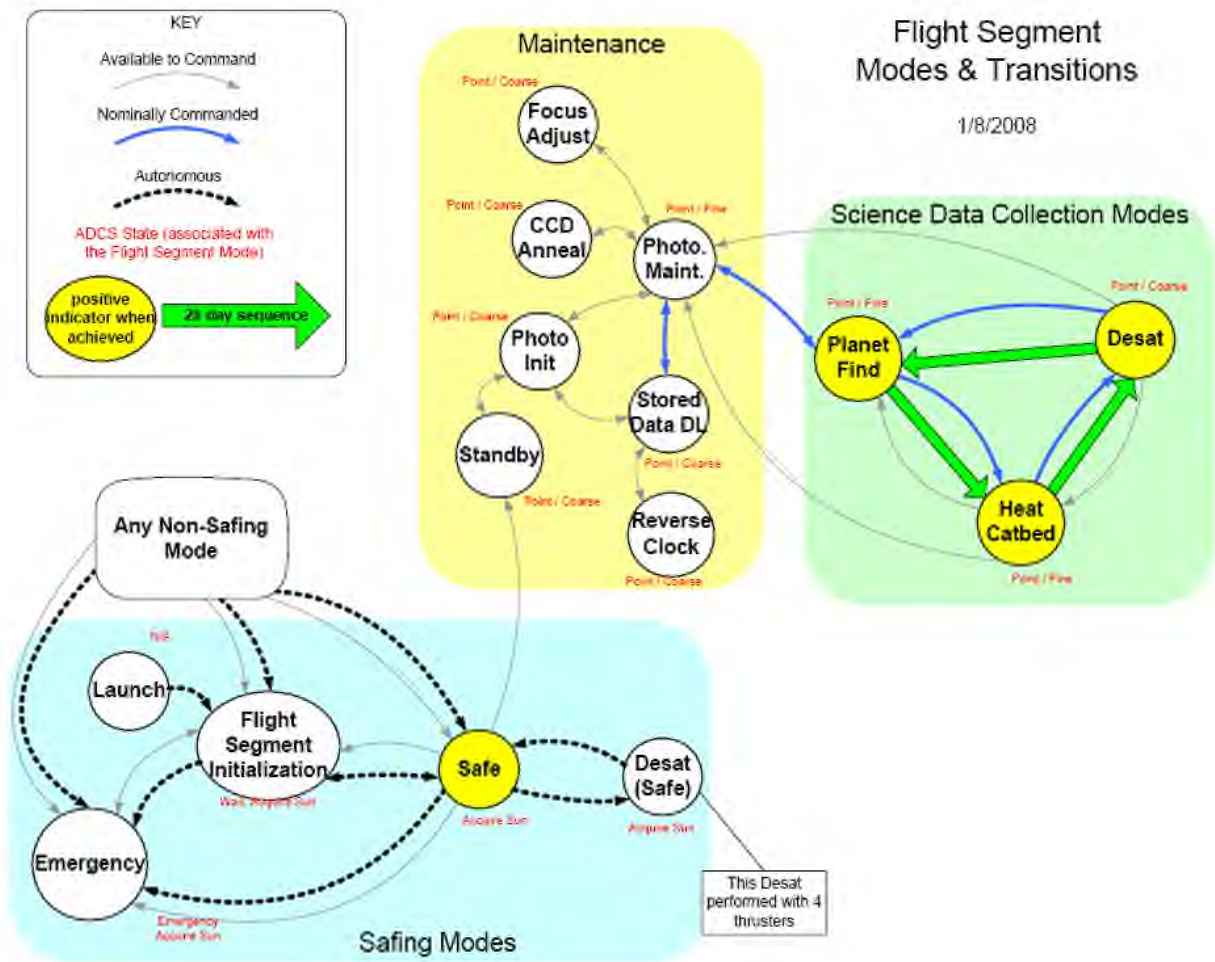 KEY
Available to Command
Nominally Commanded
Autonomous
ADCS State (associated with
the Flight Segment Mode)
positive
indicator when
achieved
28 day sequence
Flight Segment
Modes & Transitions
1/8/2008
Maintenance
Point / Coarse
Focus
Adjust
Point / Coarse
CCD
Anneal
Point / Fine
Photo.
Maint.
Point / Coarse
Photo
Init
Stored
Data DL
Point / Coarse
Standby
Point / Coarse
Reverse
Clock
Point / Coarse
Science Data Collection Modes
Point / Fine
Planet
Find
Point / Coarse
Desat
Heat
Catbed
Point / Fine
Any Non-Safing
Mode
N/A
Launch
Flight
Segment
Initialization
Wait, Acquire Sun
Safe
Acquire Sun
Desat
(Safe)
Acquire Sun
Emergency
Emergency
Acquire Sun
Safing Modes
This Desat
performed with 4
thrusters